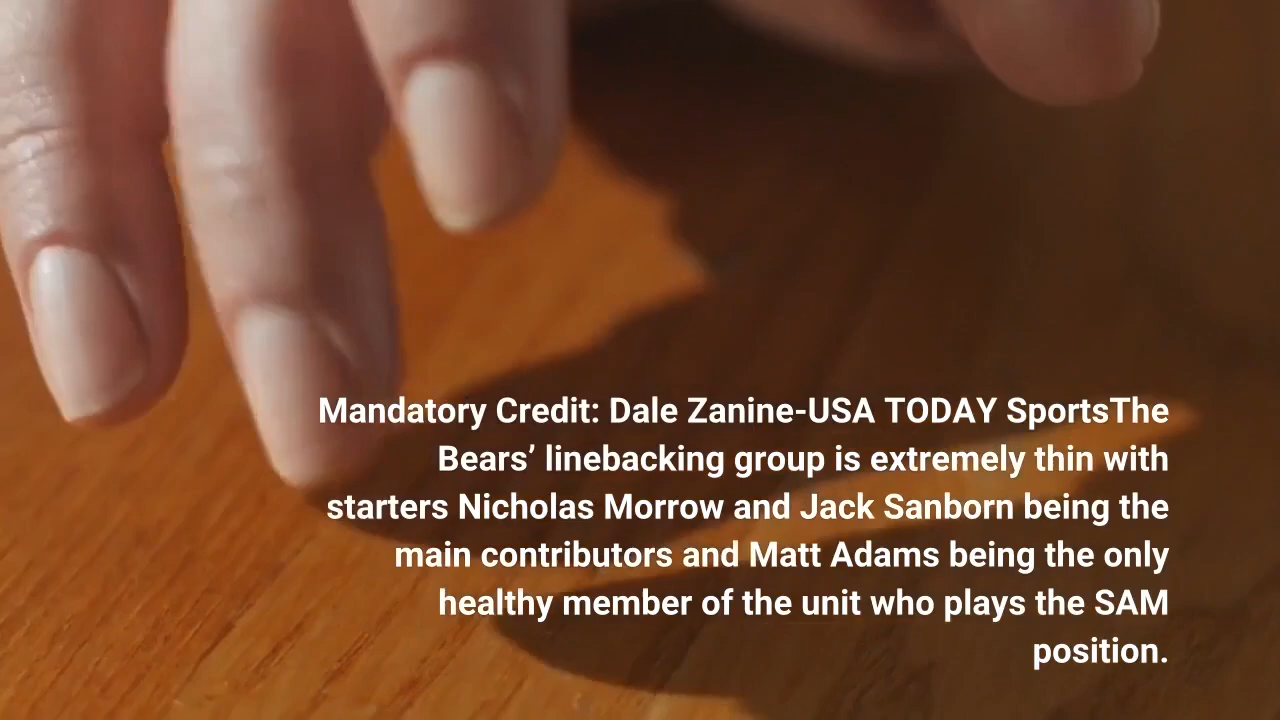 Mandatory Credit: Dale Zanine-USA TODAY SportsThe
Bears’ linebacking group is extremely thin with
starters Nicholas Morrow and Jack Sanborn being the
main contributors and Matt Adams being the only
healthy member of the unit who plays the SAM
position.